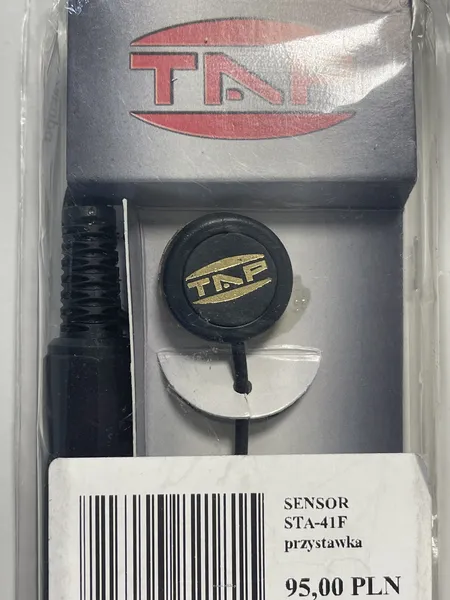 TAP
TAP
SENSOR
STA-41F
przystawka
95,00 PLN